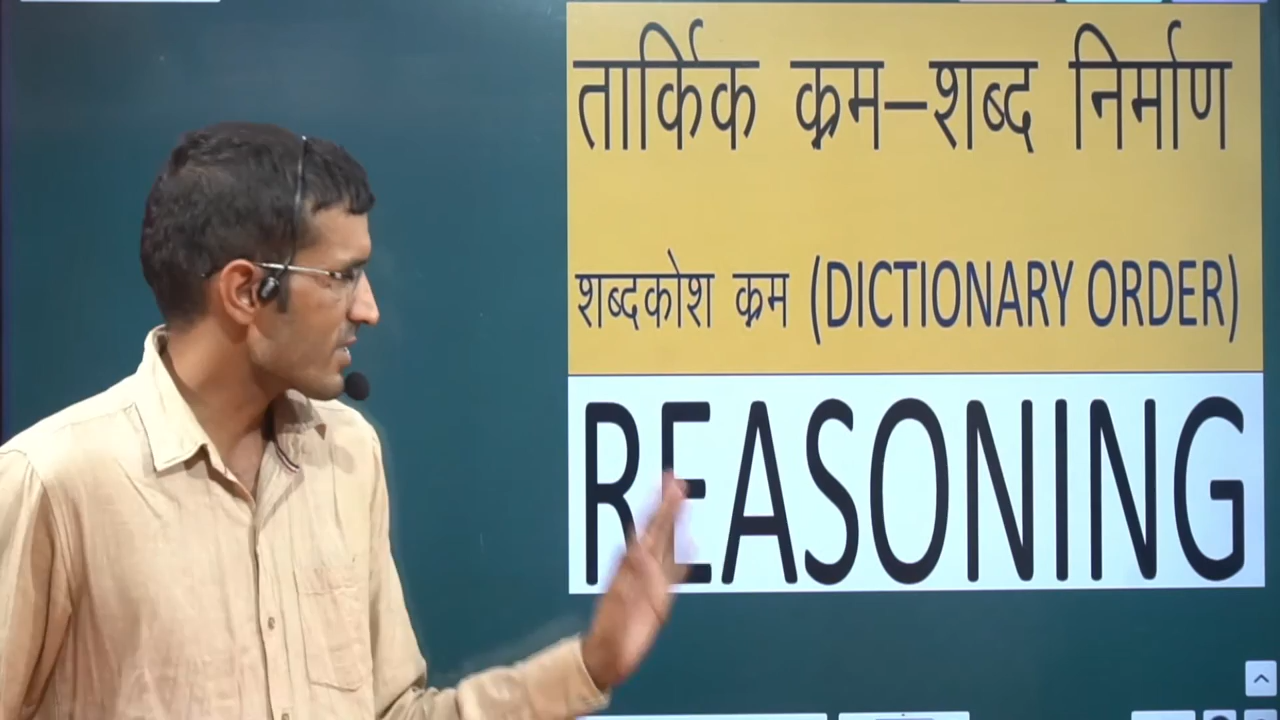 तार्किक क्रम–शब्द निर्माण
शब्दकोश क्रम (DICTIONARY ORDER)
REASONING